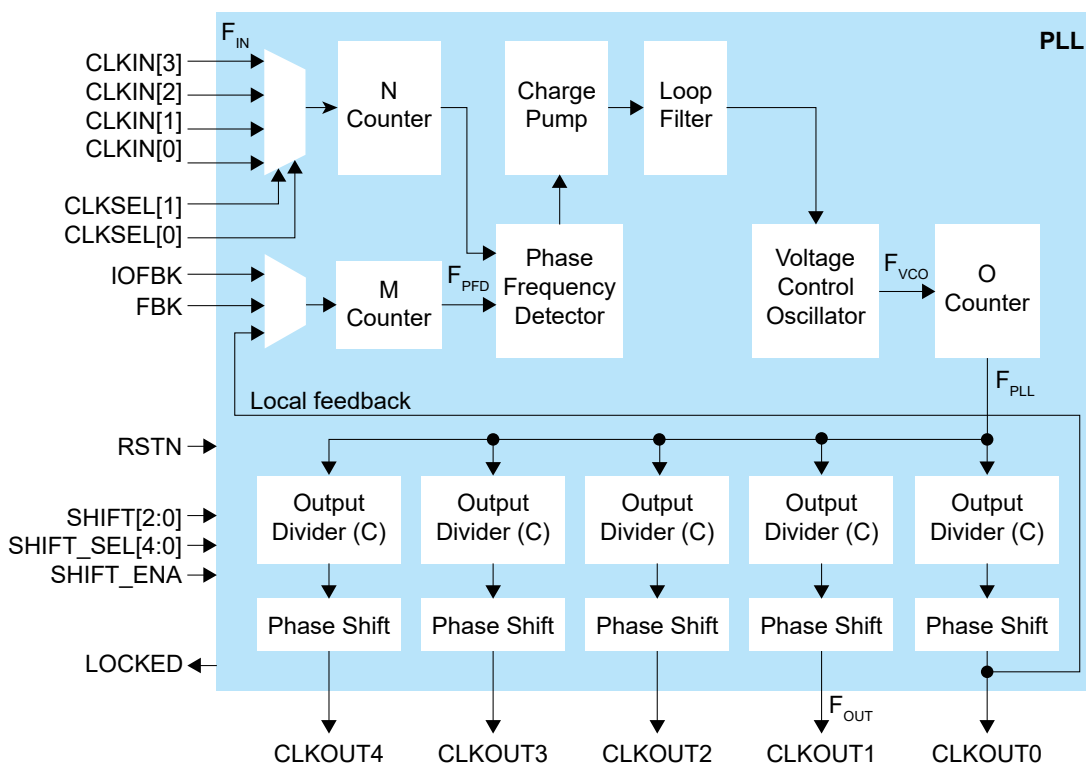 PLL
F_IN
CLKIN[3]
CLKIN[2]
CLKIN[1]
CLKIN[0]
CLKSEL[1]
CLKSEL[0]
N
Counter
Charge
Pump
Loop
Filter
IOFBK
FBK
M
Counter
F_PFD
Phase
Frequency
Detector
Voltage
Control
Oscillator
F_VCO
O
Counter
F_PLL
Local feedback
RSTN
SHIFT[2:0]
SHIFT_SEL[4:0]
SHIFT_ENA
LOCKED
Output
Divider (C)
Output
Divider (C)
Output
Divider (C)
Output
Divider (C)
Output
Divider (C)
Phase Shift
Phase Shift
Phase Shift
Phase Shift
Phase Shift
F_OUT
CLKOUT4
CLKOUT3
CLKOUT2
CLKOUT1
CLKOUT0